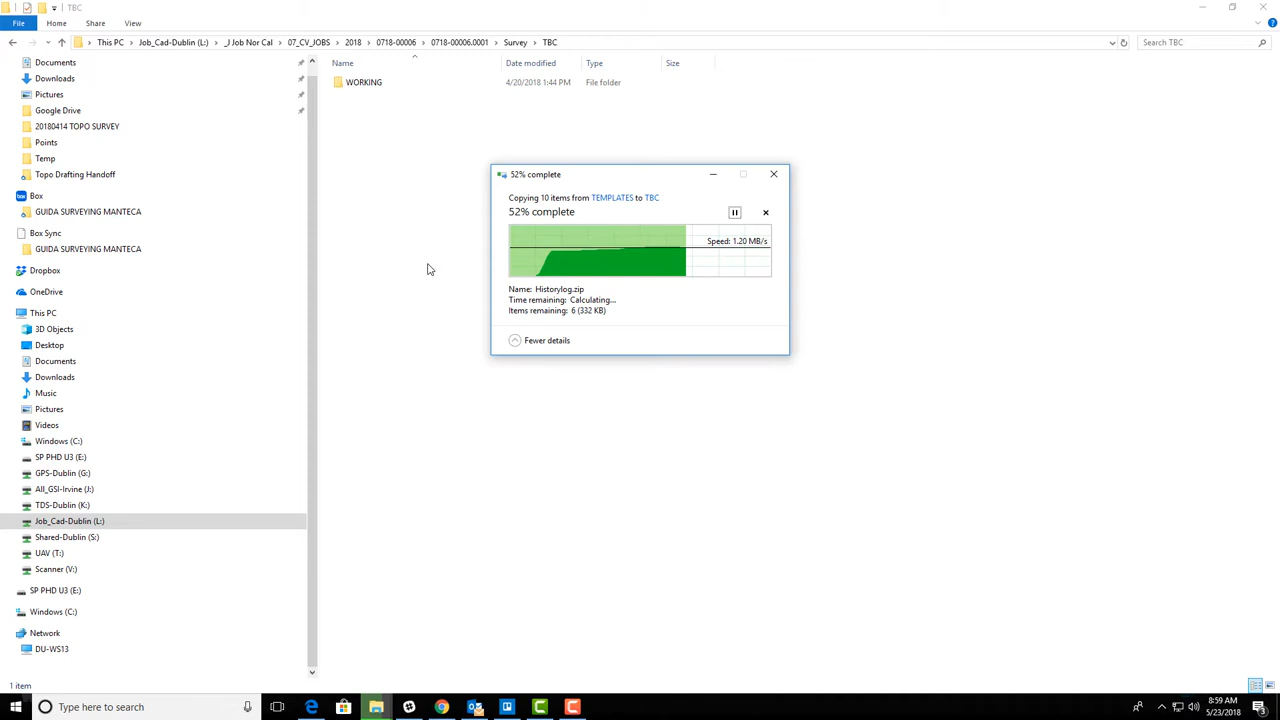 TBC
File
Home
Share
View
This PC
Job_Cad-Dublin (L:)
_J Job Nor Cal
07_CV_JOBS
2018
0718-00006
0718-00006.0001
Survey
TBC
Search TBC
Documents
Downloads
Pictures
Google Drive
20180414 TOPO SURVEY
Points
Temp
Topo Drafting Handoff
Box
GUIDA SURVEYING MANTECA
Box Sync
GUIDA SURVEYING MANTECA
Dropbox
OneDrive
This PC
3D Objects
Desktop
Documents
Downloads
Music
Pictures
Videos
Windows (C:)
SP PHD U3 (E:)
GPS-Dublin (G:)
All_GSI-Irvine (J:)
TDS-Dublin (K:)
Job_Cad-Dublin (L:)
Shared-Dublin (S:)
UAV (T:)
Scanner (V:)
SP PHD U3 (E:)
Windows (C:)
Network
DU-WS13
Name
Date modified
Type
Size
WORKING
4/20/2018 1:44 PM
File folder
52% complete
Copying 10 items from TEMPLATES to TBC
52% complete
Speed: 1.20 MB/s
Name: Historylog.zip
Time remaining: Calculating...
Items remaining: 6 (332 KB)
Fewer details
1 item
Type here to search
8:59 AM
5/23/2018
3